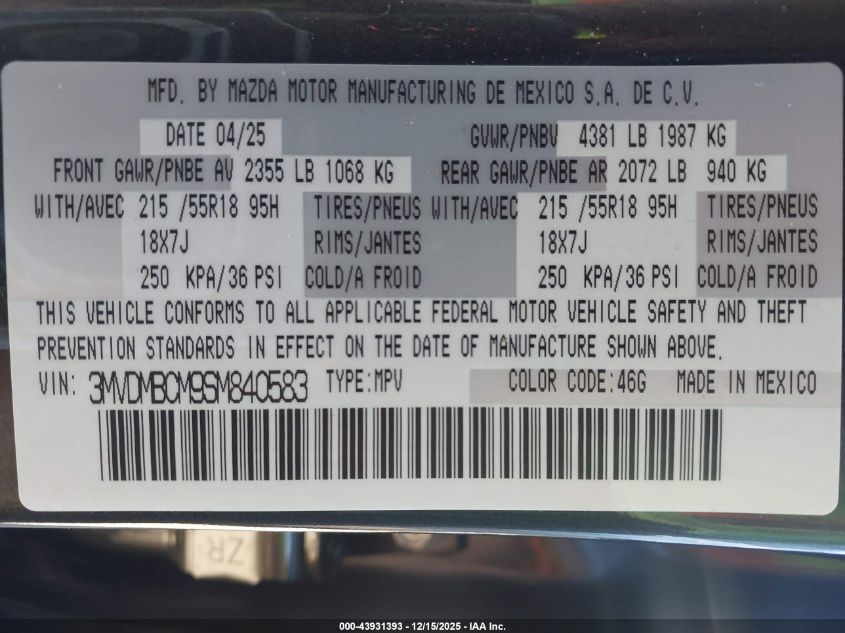 MFD. BY MAZDA MOTOR MANUFACTURING DE MEXICO S.A. DE C.V.
DATE 04/25 GVWR/PNBV 4381 LB 1987 KG
FRONT GAWR/PNBE AV 2355 LB 1068 KG REAR GAWR/PNBE AR 2072 LB 940 KG
WITH/AVEC 215 /55R18 95H TIRES/PNEUS WITH/AVEC 215 /55R18 95H TIRES/PNEUS
18X7J RIMS/JANTES 18X7J RIMS/JANTES
250 KPA/36 PSI COLD/A FROID 250 KPA/36 PSI COLD/A FROID
THIS VEHICLE CONFORMS TO ALL APPLICABLE FEDERAL MOTOR VEHICLE SAFETY AND THEFT
PREVENTION STANDARDS IN EFFECT ON THE DATE OF MANUFACTURE SHOWN ABOVE.
VIN: 3MVDMBCM9SM840583 TYPE:MPV COLOR CODE:46G MADE IN MEXICO
ZR
000-43931393 - 12/15/2025 - IAA Inc.